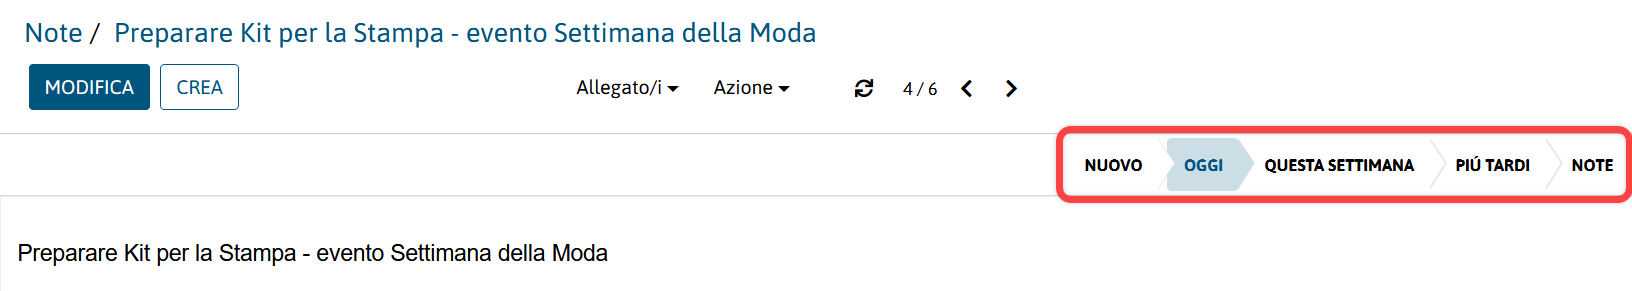 Note / Preparare Kit per la Stampa - evento Settimana della Moda
MODIFICA CREA Allegato/i Azione 4 / 6
NUOVO OGGI QUESTA SETTIMANA PIÚ TARDI NOTE
Preparare Kit per la Stampa - evento Settimana della Moda